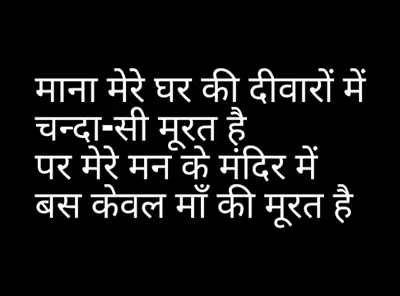 माना मेरे घर की दीवारों में
चन्दा-सी मूरत है
पर मेरे मन के मंदिर में
बस केवल माँ की मूरत है